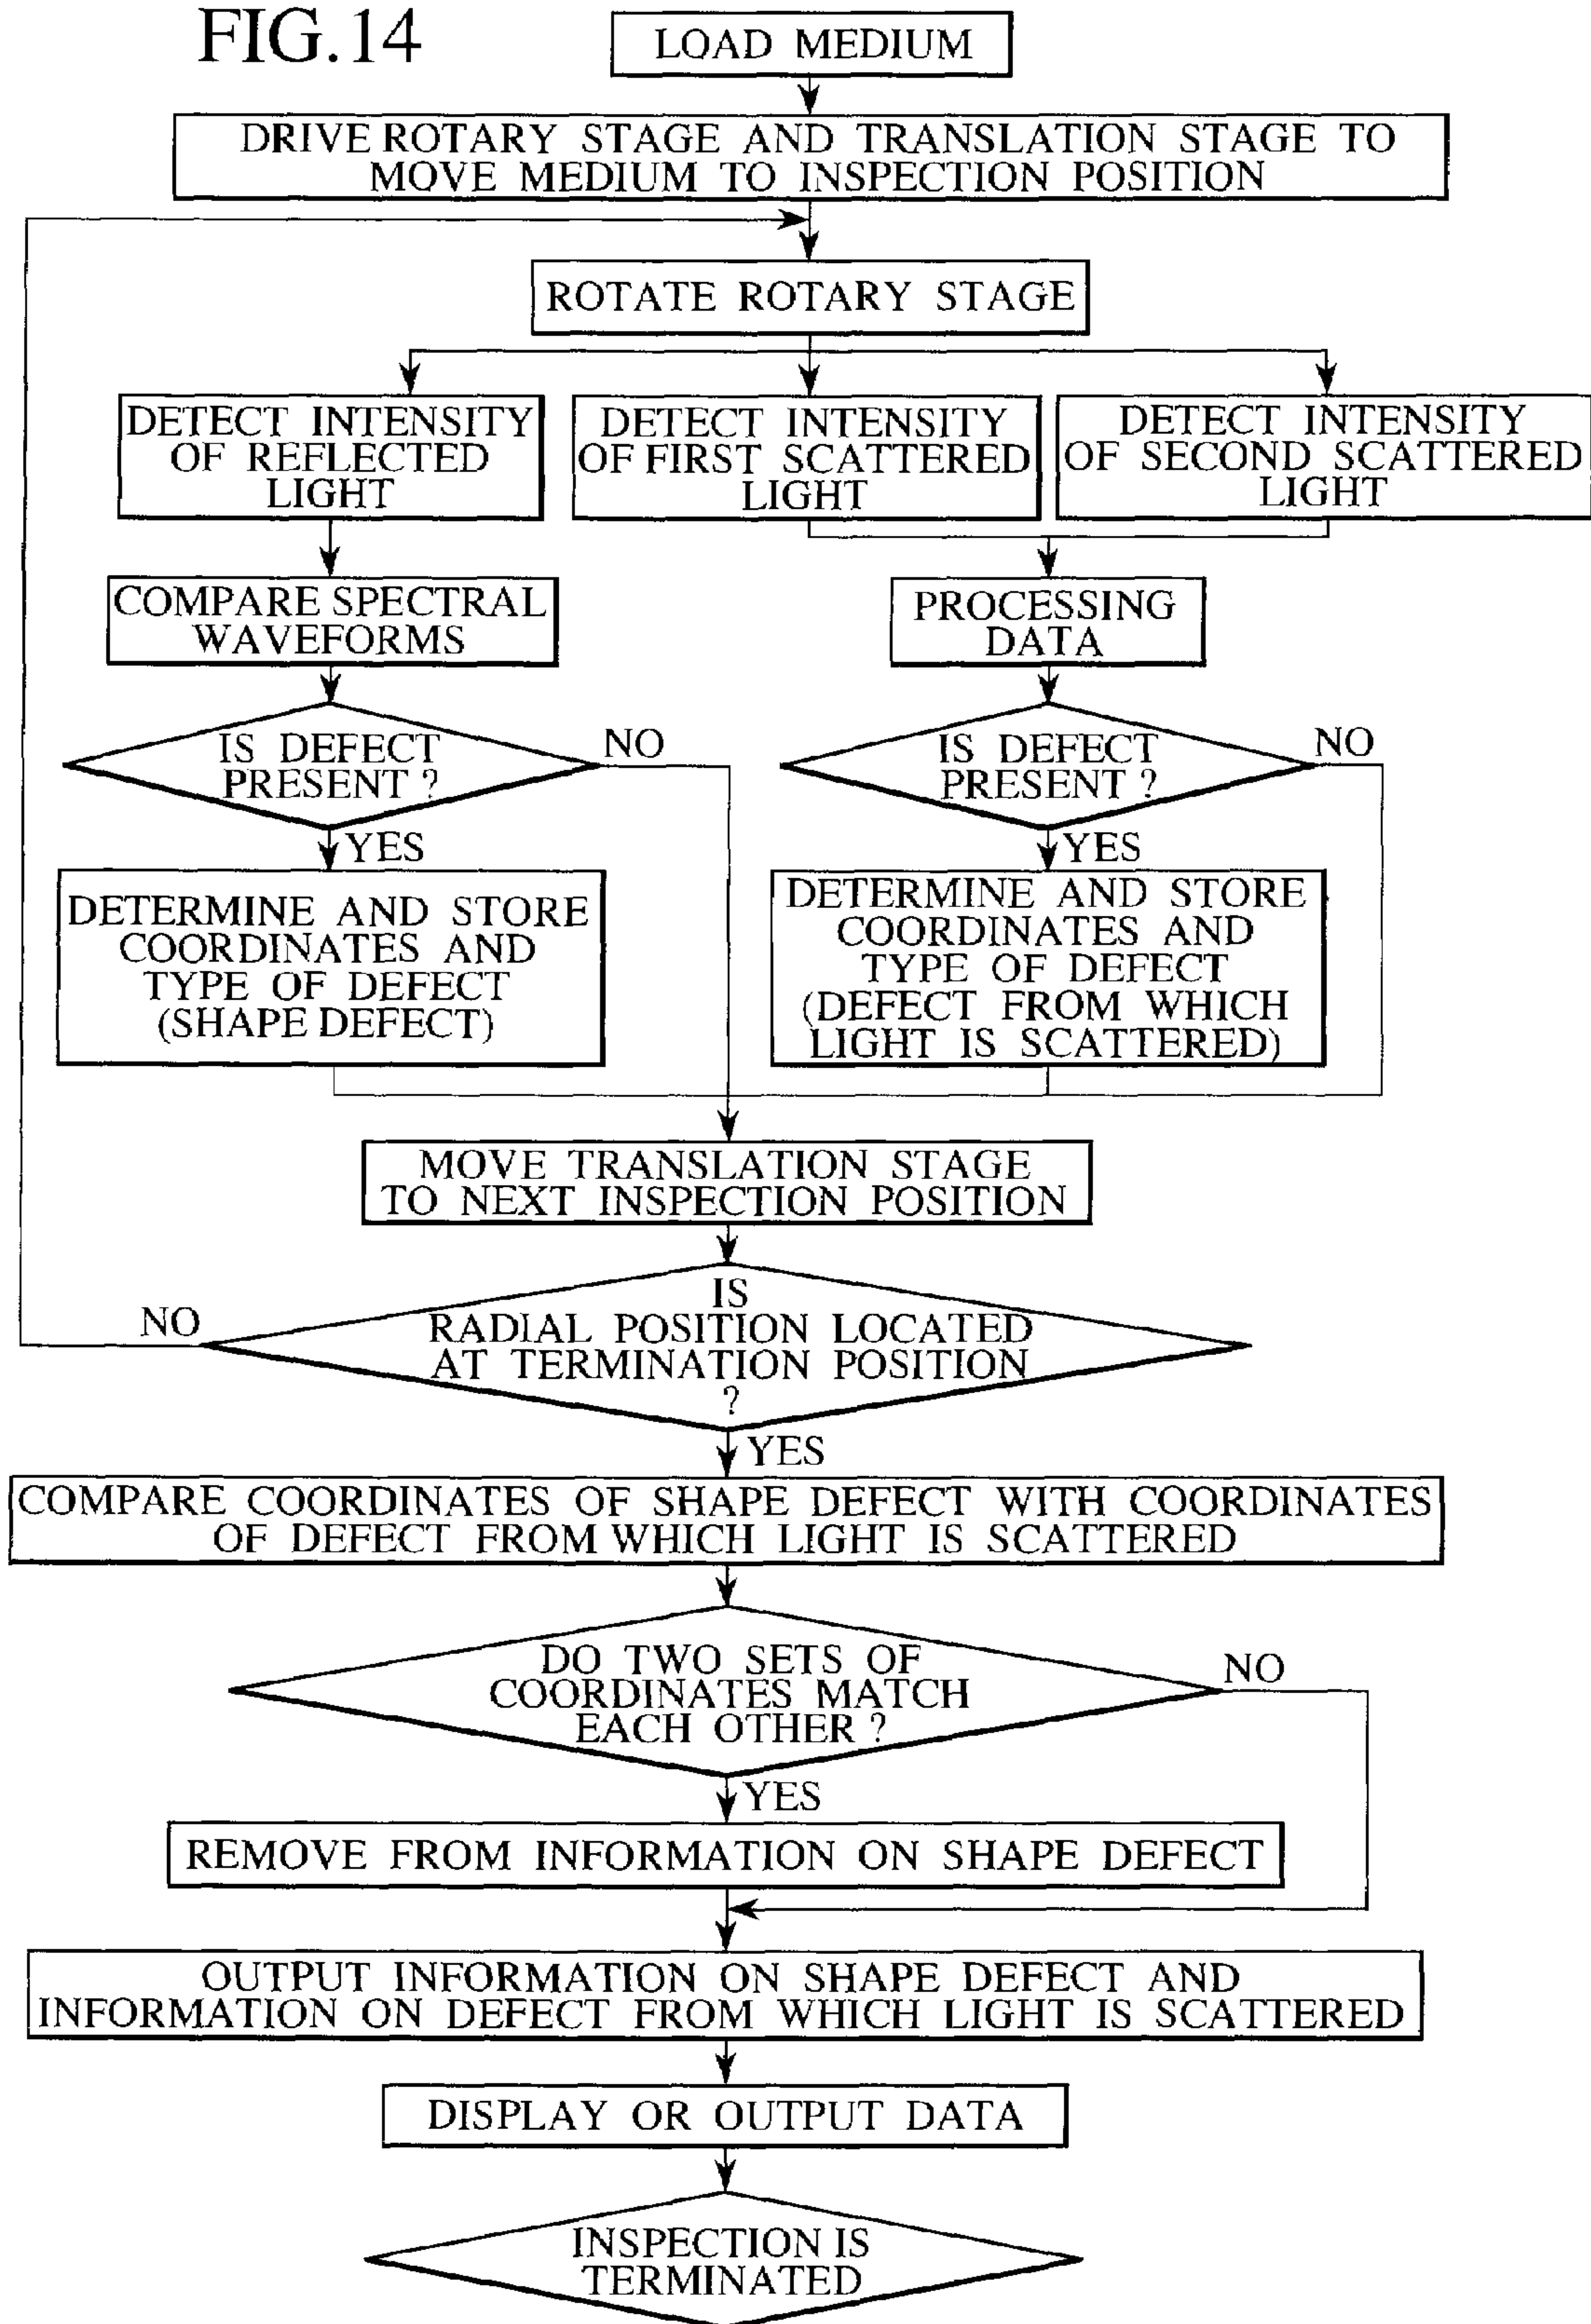 FIG.14
LOAD MEDIUM
DRIVE ROTARY STAGE AND TRANSLATION STAGE TO
MOVE MEDIUM TO INSPECTION POSITION
ROTATE ROTARY STAGE
DETECT INTENSITY
OF REFLECTED
LIGHT
DETECT INTENSITY
OF FIRST SCATTERED
LIGHT
DETECT INTENSITY
OF SECOND SCATTERED
LIGHT
COMPARE SPECTRAL
WAVEFORMS
PROCESSING
DATA
IS DEFECT
PRESENT ?
NO
YES
IS DEFECT
PRESENT ?
NO
YES
DETERMINE AND STORE
COORDINATES AND
TYPE OF DEFECT
(SHAPE DEFECT)
DETERMINE AND STORE
COORDINATES AND
TYPE OF DEFECT
(DEFECT FROM WHICH
LIGHT IS SCATTERED)
MOVE TRANSLATION STAGE
TO NEXT INSPECTION POSITION
NO
IS
RADIAL POSITION LOCATED
AT TERMINATION POSITION
?
YES
COMPARE COORDINATES OF SHAPE DEFECT WITH COORDINATES
OF DEFECT FROM WHICH LIGHT IS SCATTERED
DO TWO SETS OF
COORDINATES MATCH
EACH OTHER ?
NO
YES
REMOVE FROM INFORMATION ON SHAPE DEFECT
OUTPUT INFORMATION ON SHAPE DEFECT AND
INFORMATION ON DEFECT FROM WHICH LIGHT IS SCATTERED
DISPLAY OR OUTPUT DATA
INSPECTION IS
TERMINATED